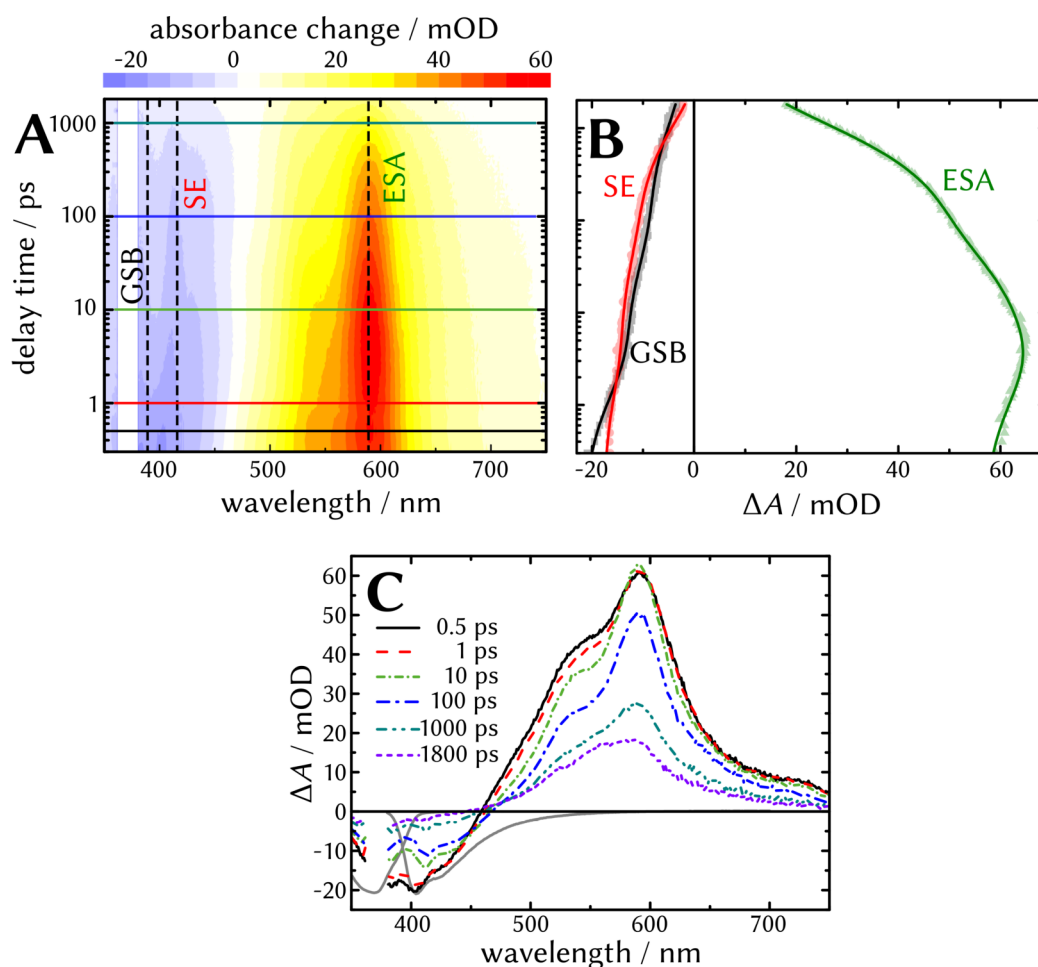 absorbance change / mOD
-20 0 20 40 60
A
B
C
delay time / ps
1000
100
10
1
GSB
SE
ESA
400 500 600 700
wavelength / nm
SE
GSB
ESA
-20 0 20 40 60
ΔA / mOD
60
50
40
30
20
10
0
-10
-20
ΔA / mOD
0.5 ps
1 ps
10 ps
100 ps
1000 ps
1800 ps
400 500 600 700
wavelength / nm